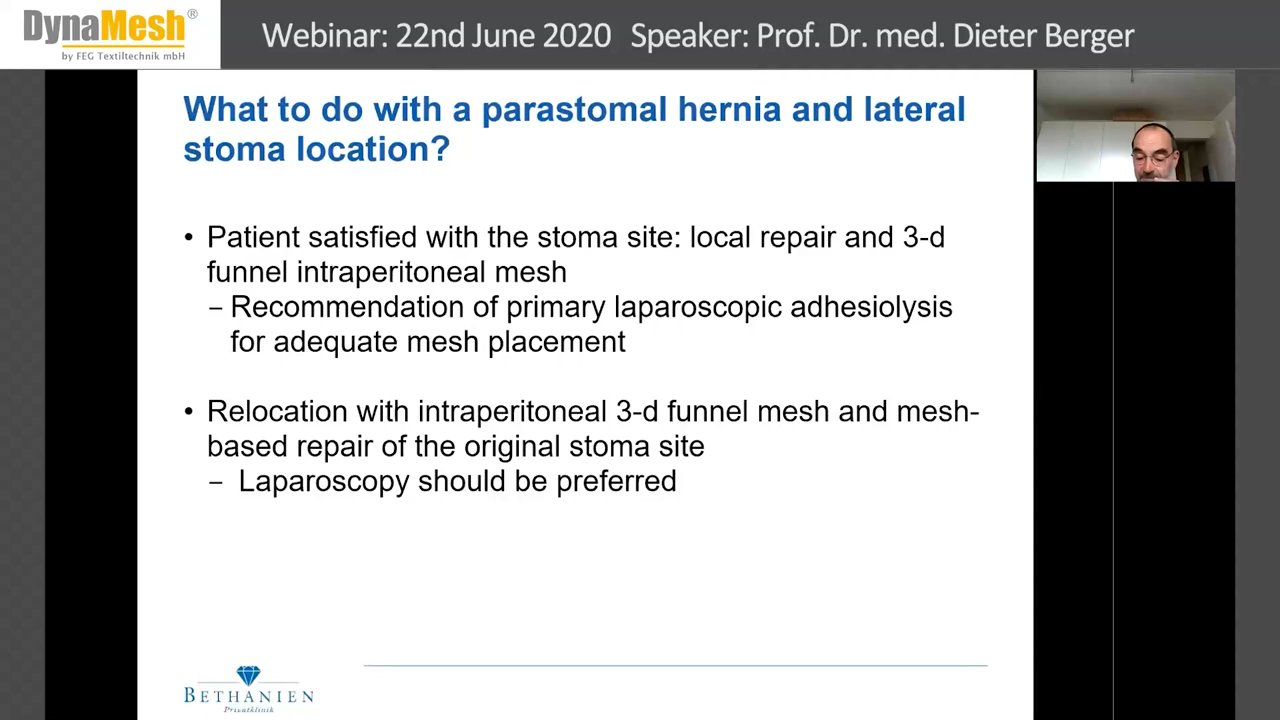 DynaMesh®
by FEG Textiltechnik mbH
Webinar: 22nd June 2020 Speaker: Prof. Dr. med. Dieter Berger
What to do with a parastomal hernia and lateral
stoma location?
• Patient satisfied with the stoma site: local repair and 3-d
funnel intraperitoneal mesh
– Recommendation of primary laparoscopic adhesiolysis
for adequate mesh placement
• Relocation with intraperitoneal 3-d funnel mesh and mesh-
based repair of the original stoma site
– Laparoscopy should be preferred
BETHANIEN
Privatklinik